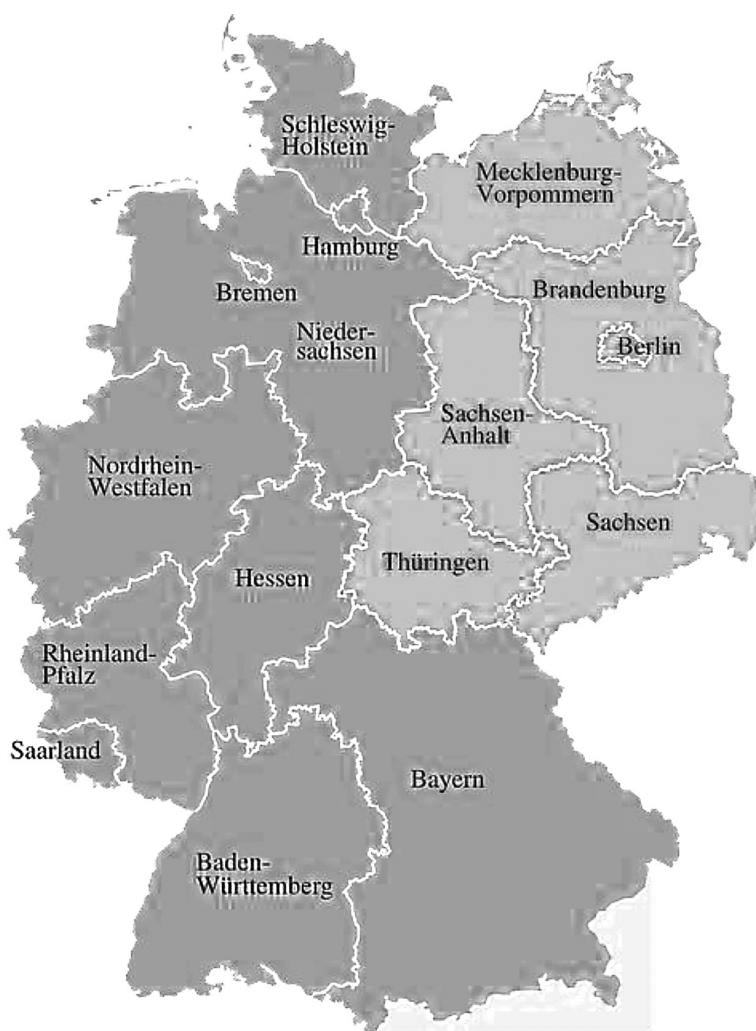 Schleswig-
Holstein
Mecklenburg-
Vorpommern
Hamburg
Bremen
Brandenburg
Nieder-
sachsen
Berlin
Sachsen-
Anhalt
Nordrhein-
Westfalen
Sachsen
Thüringen
Hessen
Rheinland-
Pfalz
Saarland
Bayern
Baden-
Württemberg